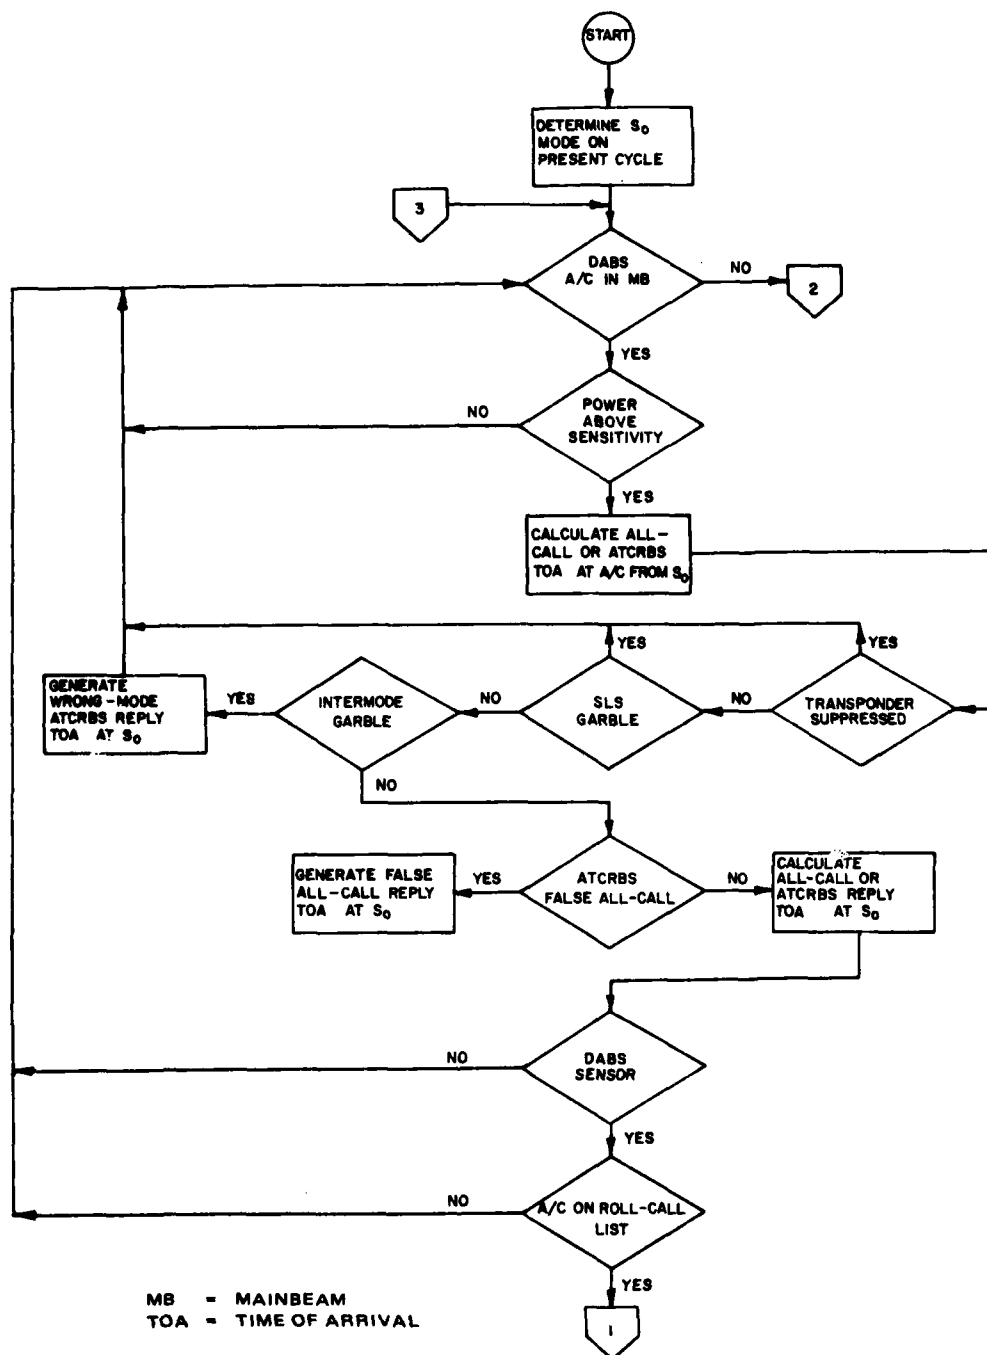 START
DETERMINE S₀
MODE ON
PRESENT CYCLE
3
DABS
A/C IN MB
NO
2
YES
POWER
ABOVE
SENSITIVITY
NO
YES
CALCULATE ALL-
CALL OR ATCRBS
TOA AT A/C FROM S₀
YES
YES
GENERATE
WRONG-MODE
ATCRBS REPLY
TOA AT S₀
YES
INTERMODE
GARBLE
NO
SLS
GARBLE
NO
TRANSPONDER
SUPPRESSED
NO
GENERATE FALSE
ALL-CALL REPLY
TOA AT S₀
YES
ATCRBS
FALSE ALL-CALL
NO
CALCULATE
ALL-CALL OR
ATCRBS REPLY
TOA AT S₀
NO
DABS
SENSOR
YES
NO
A/C ON ROLL-CALL
LIST
YES
1
MB = MAINBEAM
TOA = TIME OF ARRIVAL